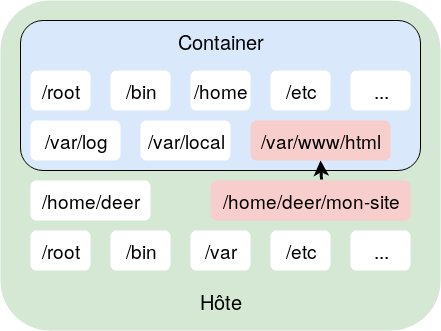 Container
/root /bin /home /etc ...
/var/log /var/local /var/www/html
/home/deer /home/deer/mon-site
/root /bin /var /etc ...
Hôte